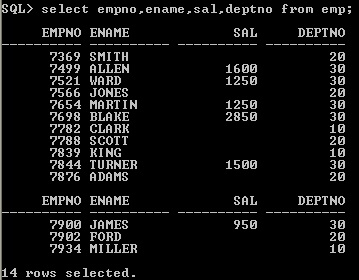 SQL> select empno,ename,sal,deptno from emp;
EMPNO ENAME SAL DEPTNO
7369 SMITH 20
7499 ALLEN 1600 30
7521 WARD 1250 30
7566 JONES 20
7654 MARTIN 1250 30
7698 BLAKE 2850 30
7782 CLARK 10
7788 SCOTT 20
7839 KING 10
7844 TURNER 1500 30
7876 ADAMS 20
EMPNO ENAME SAL DEPTNO
7900 JAMES 950 30
7902 FORD 20
7934 MILLER 10
14 rows selected.